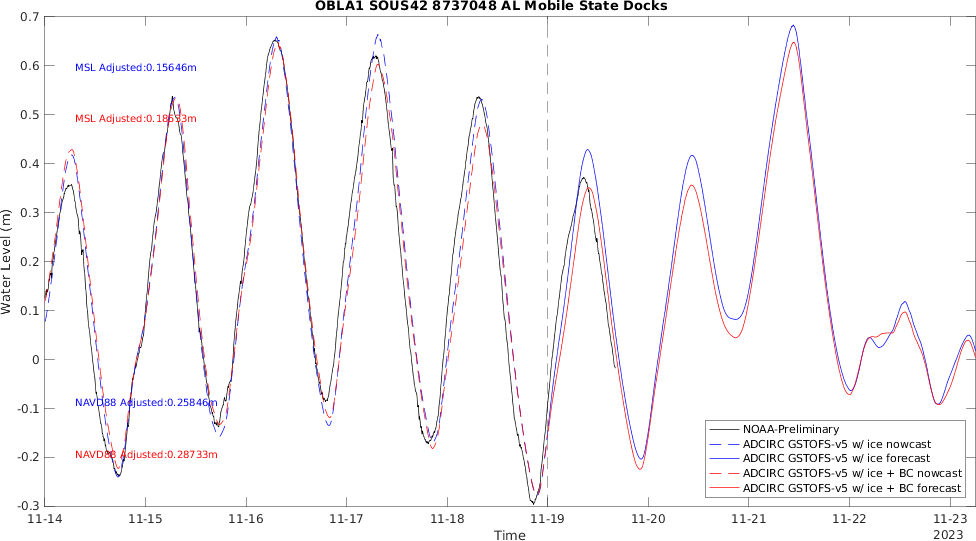 OBLA1 SOUS42 8737048 AL Mobile State Docks
0.7
0.6
0.5
0.4
0.3
0.2
0.1
0
-0.1
-0.2
-0.3
Water Level (m)
MSL Adjusted:0.15646m
MSL Adjusted:0.18533m
NAVD88 Adjusted:0.25846m
NAVD88 Adjusted:0.28733m
NOAA-Preliminary
ADCIRC GSTOFS-v5 w/ ice nowcast
ADCIRC GSTOFS-v5 w/ ice forecast
ADCIRC GSTOFS-v5 w/ ice + BC nowcast
ADCIRC GSTOFS-v5 w/ ice + BC forecast
11-14 11-15 11-16 11-17 11-18 11-19 11-20 11-21 11-22 11-23
Time
2023